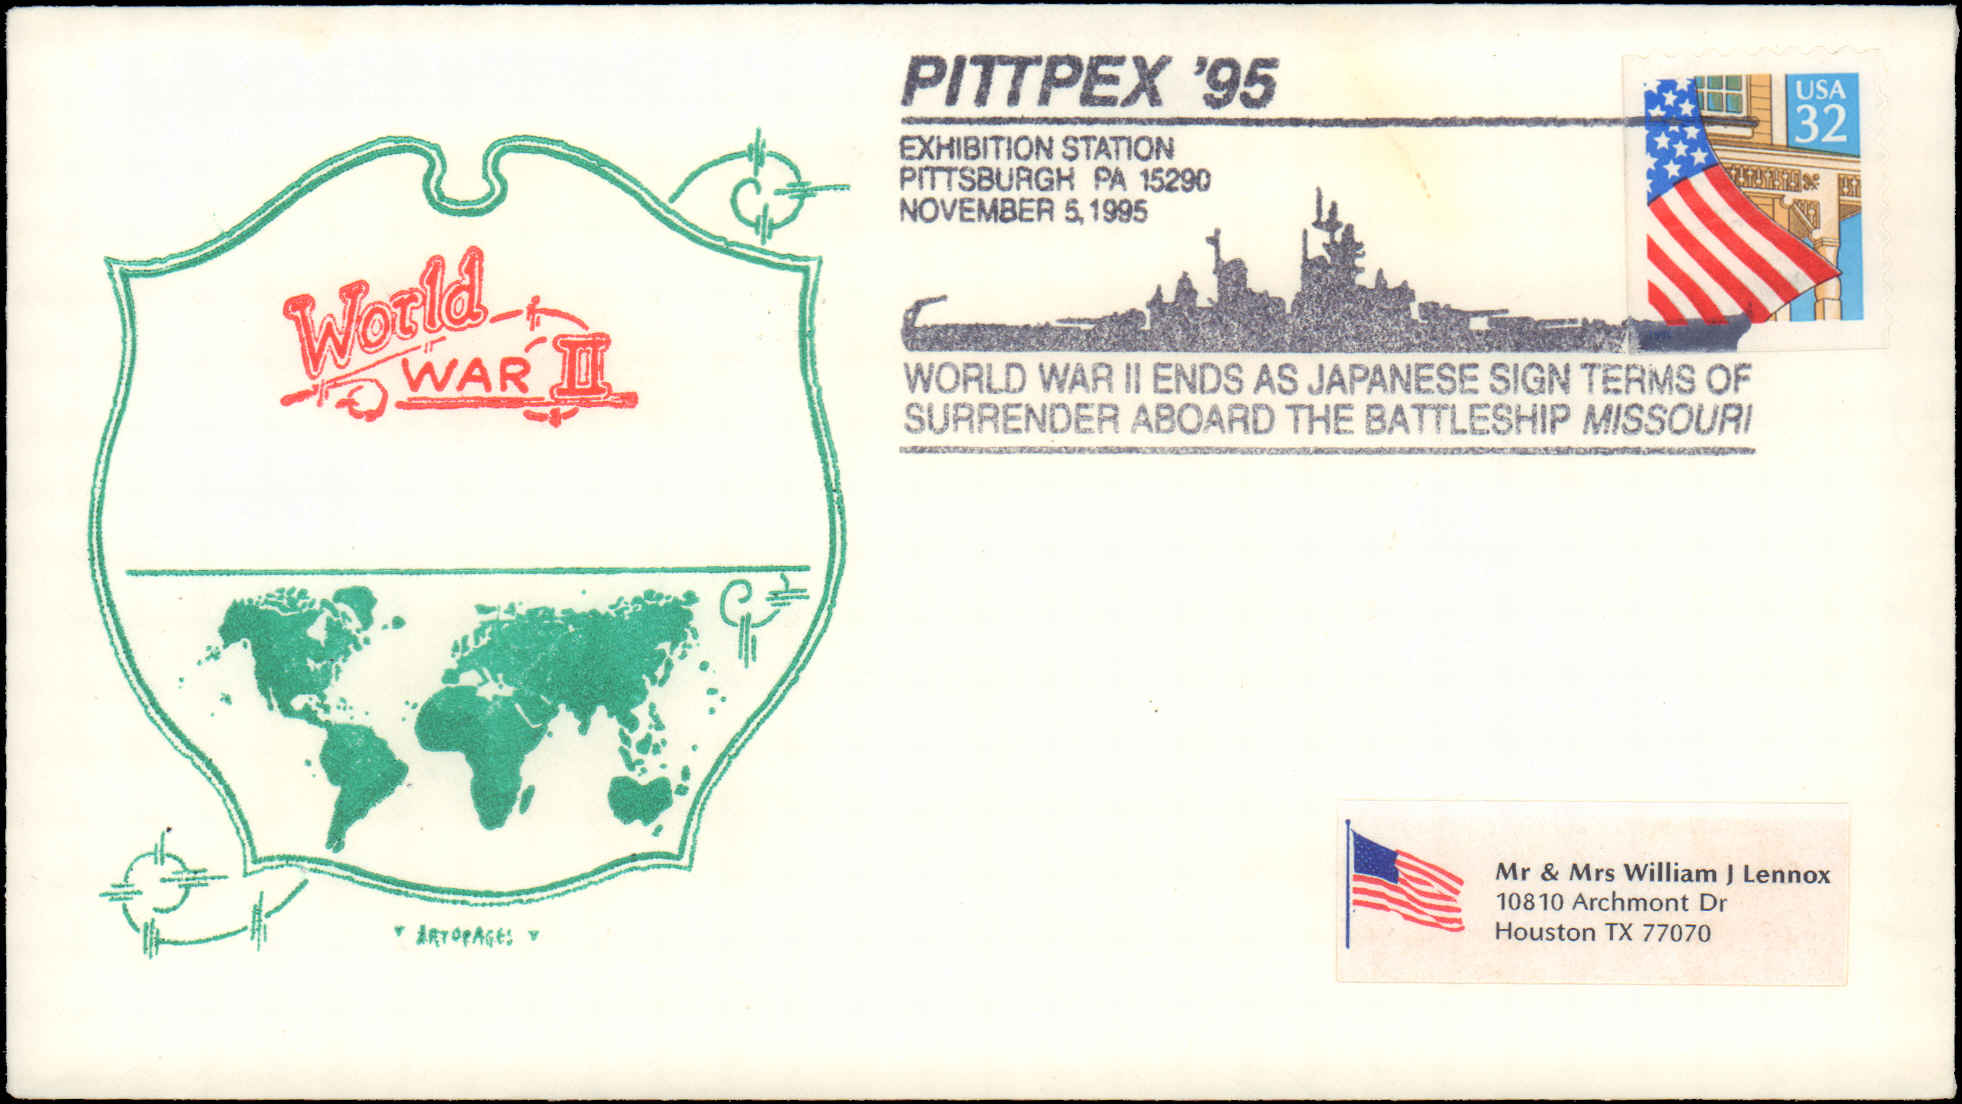 World
WAR II
ARTOPAGES
PITTPEX '95
EXHIBITION STATION
PITTSBURGH PA 15290
NOVEMBER 5, 1995
WORLD WAR II ENDS AS JAPANESE SIGN TERMS OF
SURRENDER ABOARD THE BATTLESHIP MISSOURI
USA
32
Mr & Mrs William J Lennox
10810 Archmont Dr
Houston TX 77070